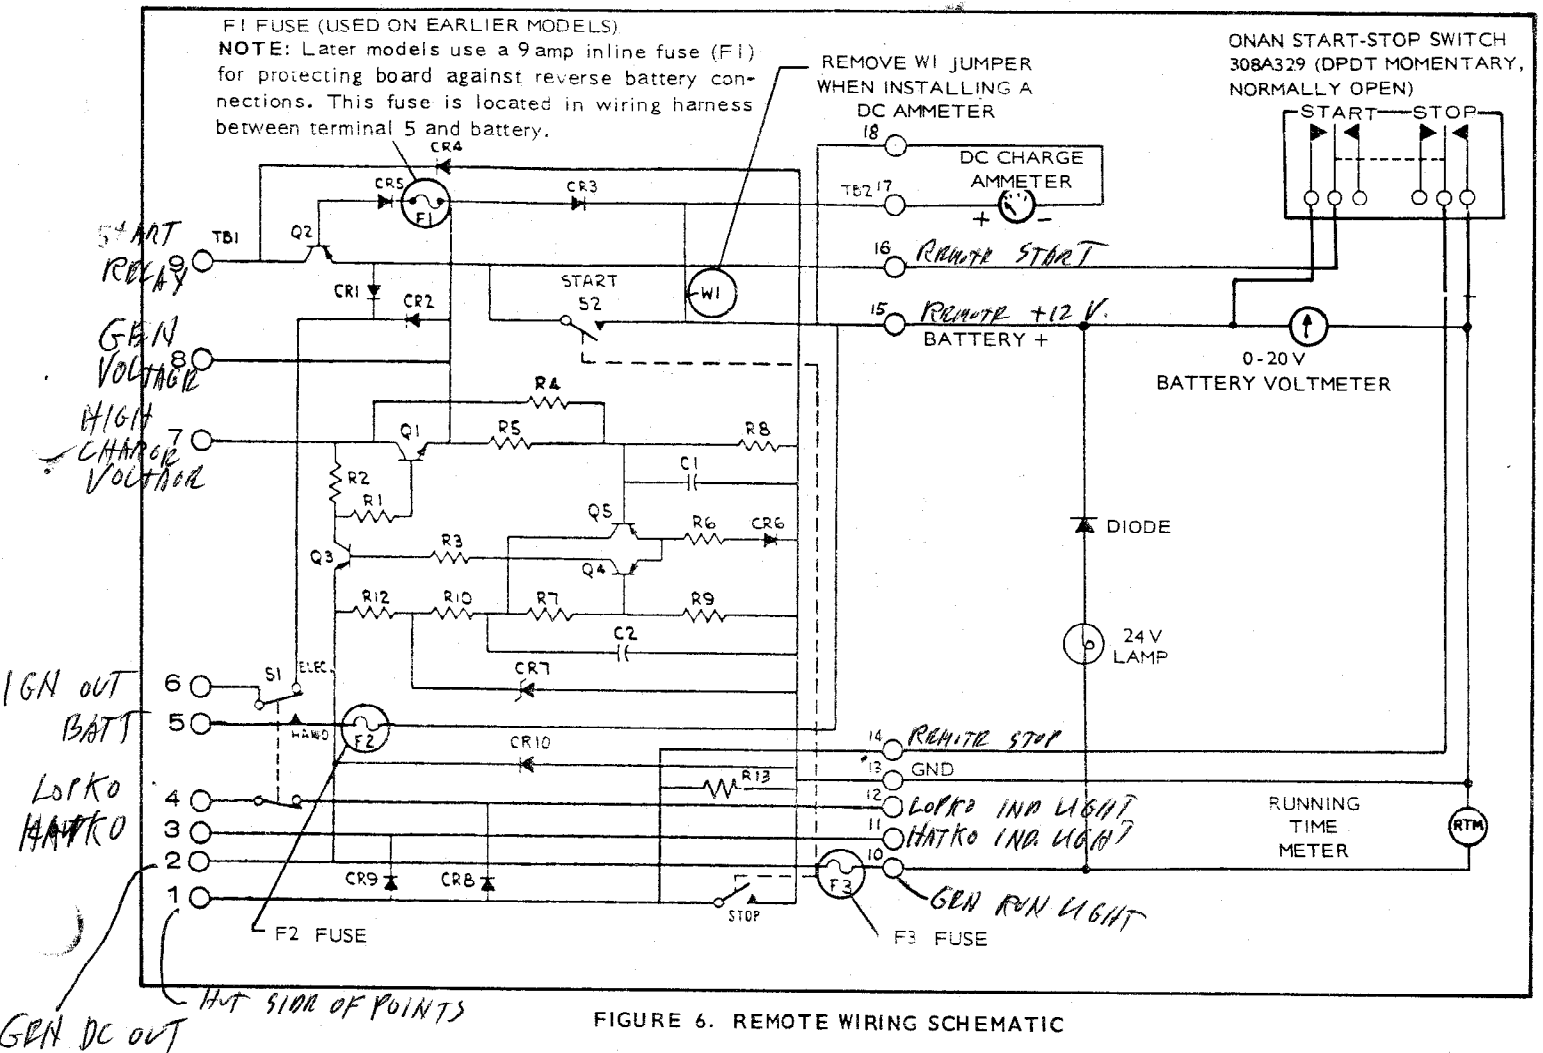 F1 FUSE (USED ON EARLIER MODELS)
NOTE: Later models use a 9 amp inline fuse (F1)
for protecting board against reverse battery con-
nections. This fuse is located in wiring harness
between terminal 5 and battery.
REMOVE W1 JUMPER
WHEN INSTALLING A
DC AMMETER
ONAN START-STOP SWITCH
308A329 (DPDT MOMENTARY,
NORMALLY OPEN)
START STOP
CR4
18
DC CHARGE
AMMETER
+ -
CR5
F1
CR3
TB2 17
START
RELAY
9
TB1
Q2
16
REMOTE START
CR1
CR2
START
S2
W1
15
REMOTE +12 V.
BATTERY +
0-20 V
BATTERY VOLTMETER
GEN
VOLTAGE
8
R4
HIGH
CHARGE
VOLTAGE
7
Q1
R5
R8
R2
R1
C1
Q5
R6
CR6
DIODE
Q3
R3
Q4
R12
R10
R7
R9
C2
24 V
LAMP
CR7
IGN OUT
6
S1
ELEC.
BATT
5
HAND
F2
CR10
14
REMOTE STOP
13
GND
R13
LOPKO
4
12
LOPKO IND LIGHT
HATKO
3
11
HATKO IND. LIGHT
RUNNING
TIME
METER
RTM
2
10
GEN RUN LIGHT
CR9
CR8
F3
1
STOP
F2 FUSE
F3 FUSE
HOT SIDE OF POINTS
GEN DC OUT
FIGURE 6. REMOTE WIRING SCHEMATIC